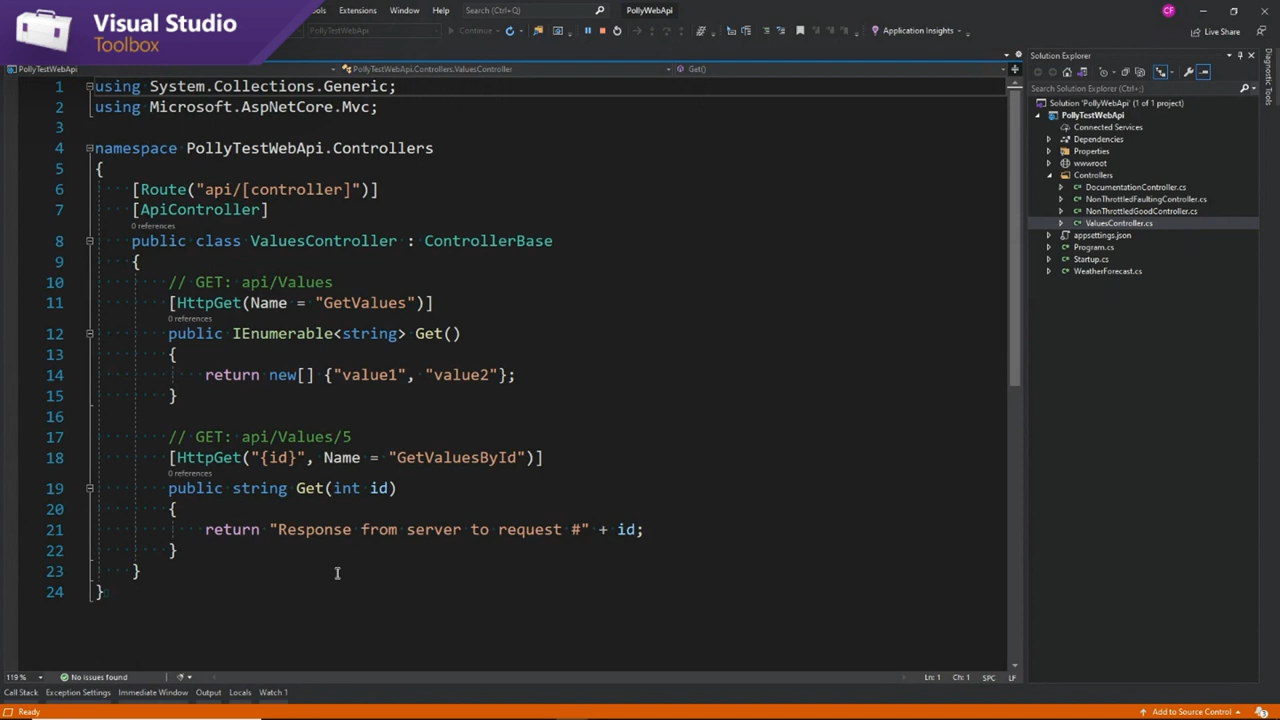 Visual Studio
Toolbox
Extensions Window Help Search (Ctrl+Q) PollyWebApi CF
PollyTestWebApi Continue Application Insights Live Share
PollyTestWebApi PollyTestWebApi.Controllers.ValuesController Get()
1 using System.Collections.Generic;
2 using Microsoft.AspNetCore.Mvc;
3
4 namespace PollyTestWebApi.Controllers
5 {
6 [Route("api/[controller]")]
7 [ApiController]
0 references
8 public class ValuesController : ControllerBase
9 {
10 // GET: api/Values
11 [HttpGet(Name = "GetValues")]
0 references
12 public IEnumerable<string> Get()
13 {
14 return new[] {"value1", "value2"};
15 }
16
17 // GET: api/Values/5
18 [HttpGet("{id}", Name = "GetValuesById")]
0 references
19 public string Get(int id)
20 {
21 return "Response from server to request #" + id;
22 }
23 }
24 }
Solution Explorer
Search Solution Explorer (Ctrl+;)
Solution 'PollyWebApi' (1 of 1 project)
PollyTestWebApi
Connected Services
Dependencies
Properties
wwwroot
Controllers
DocumentationController.cs
NonThrottledFaultingController.cs
NonThrottledGoodController.cs
ValuesController.cs
appsettings.json
Program.cs
Startup.cs
WeatherForecast.cs
Diagnostic Tools
119 % No issues found Ln: 1 Ch: 1 SPC LF
Call Stack Exception Settings Immediate Window Output Locals Watch 1
Ready Add to Source Control